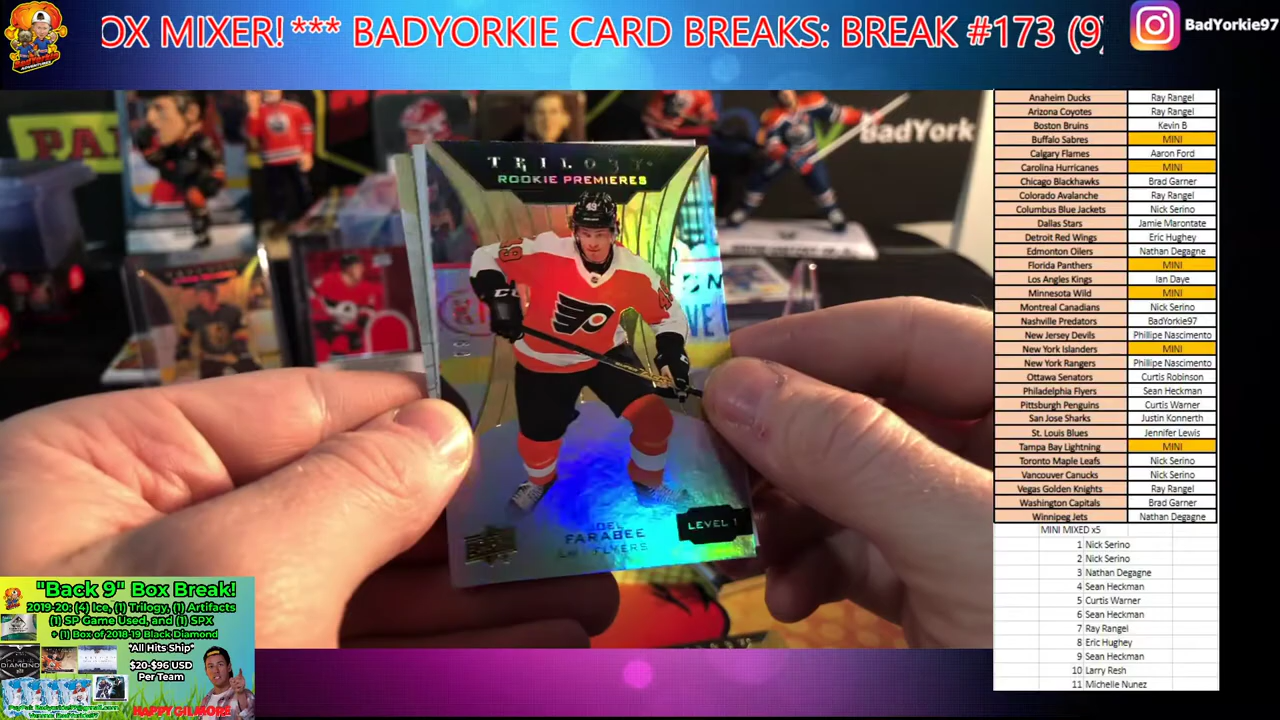 OX MIXER! *** BADYORKIE CARD BREAKS: BREAK #173 (9)
BadYorkie97
BadYork
TRILOGY
ROOKIE PREMIERES
49
JOEL
FARABEE
LW | FLYERS
LEVEL 1
Anaheim Ducks Ray Rangel
Arizona Coyotes Ray Rangel
Boston Bruins Kevin B
Buffalo Sabres MINI
Calgary Flames Aaron Ford
Carolina Hurricanes MINI
Chicago Blackhawks Brad Garner
Colorado Avalanche Ray Rangel
Columbus Blue Jackets Nick Serino
Dallas Stars Jamie Marontate
Detroit Red Wings Eric Hughey
Edmonton Oilers Nathan Degagne
Florida Panthers MINI
Los Angeles Kings Ian Daye
Minnesota Wild MINI
Montreal Canadians Nick Serino
Nashville Predators BadYorkie97
New Jersey Devils Phillipe Nascimento
New York Islanders MINI
New York Rangers Phillipe Nascimento
Ottawa Senators Curtis Robinson
Philadelphia Flyers Sean Heckman
Pittsburgh Penguins Curtis Warner
San Jose Sharks Justin Konnerth
St. Louis Blues Jennifer Lewis
Tampa Bay Lightning MINI
Toronto Maple Leafs Nick Serino
Vancouver Canucks Nick Serino
Vegas Golden Knights Ray Rangel
Washington Capitals Brad Garner
Winnipeg Jets Nathan Degagne
MINI MIXED x5
1 Nick Serino
2 Nick Serino
3 Nathan Degagne
4 Sean Heckman
5 Curtis Warner
6 Sean Heckman
7 Ray Rangel
8 Eric Hughey
9 Sean Heckman
10 Larry Resh
11 Michelle Nunez
"Back 9" Box Break!
2019-20: (4) Ice, (1) Trilogy, (1) Artifacts
(1) SP Game Used, and (1) SPX
+ (1) Box of 2018-19 Black Diamond
*All Hits Ship*
$20-$96 USD
Per Team
DIAMOND
HAPPY GILMORE